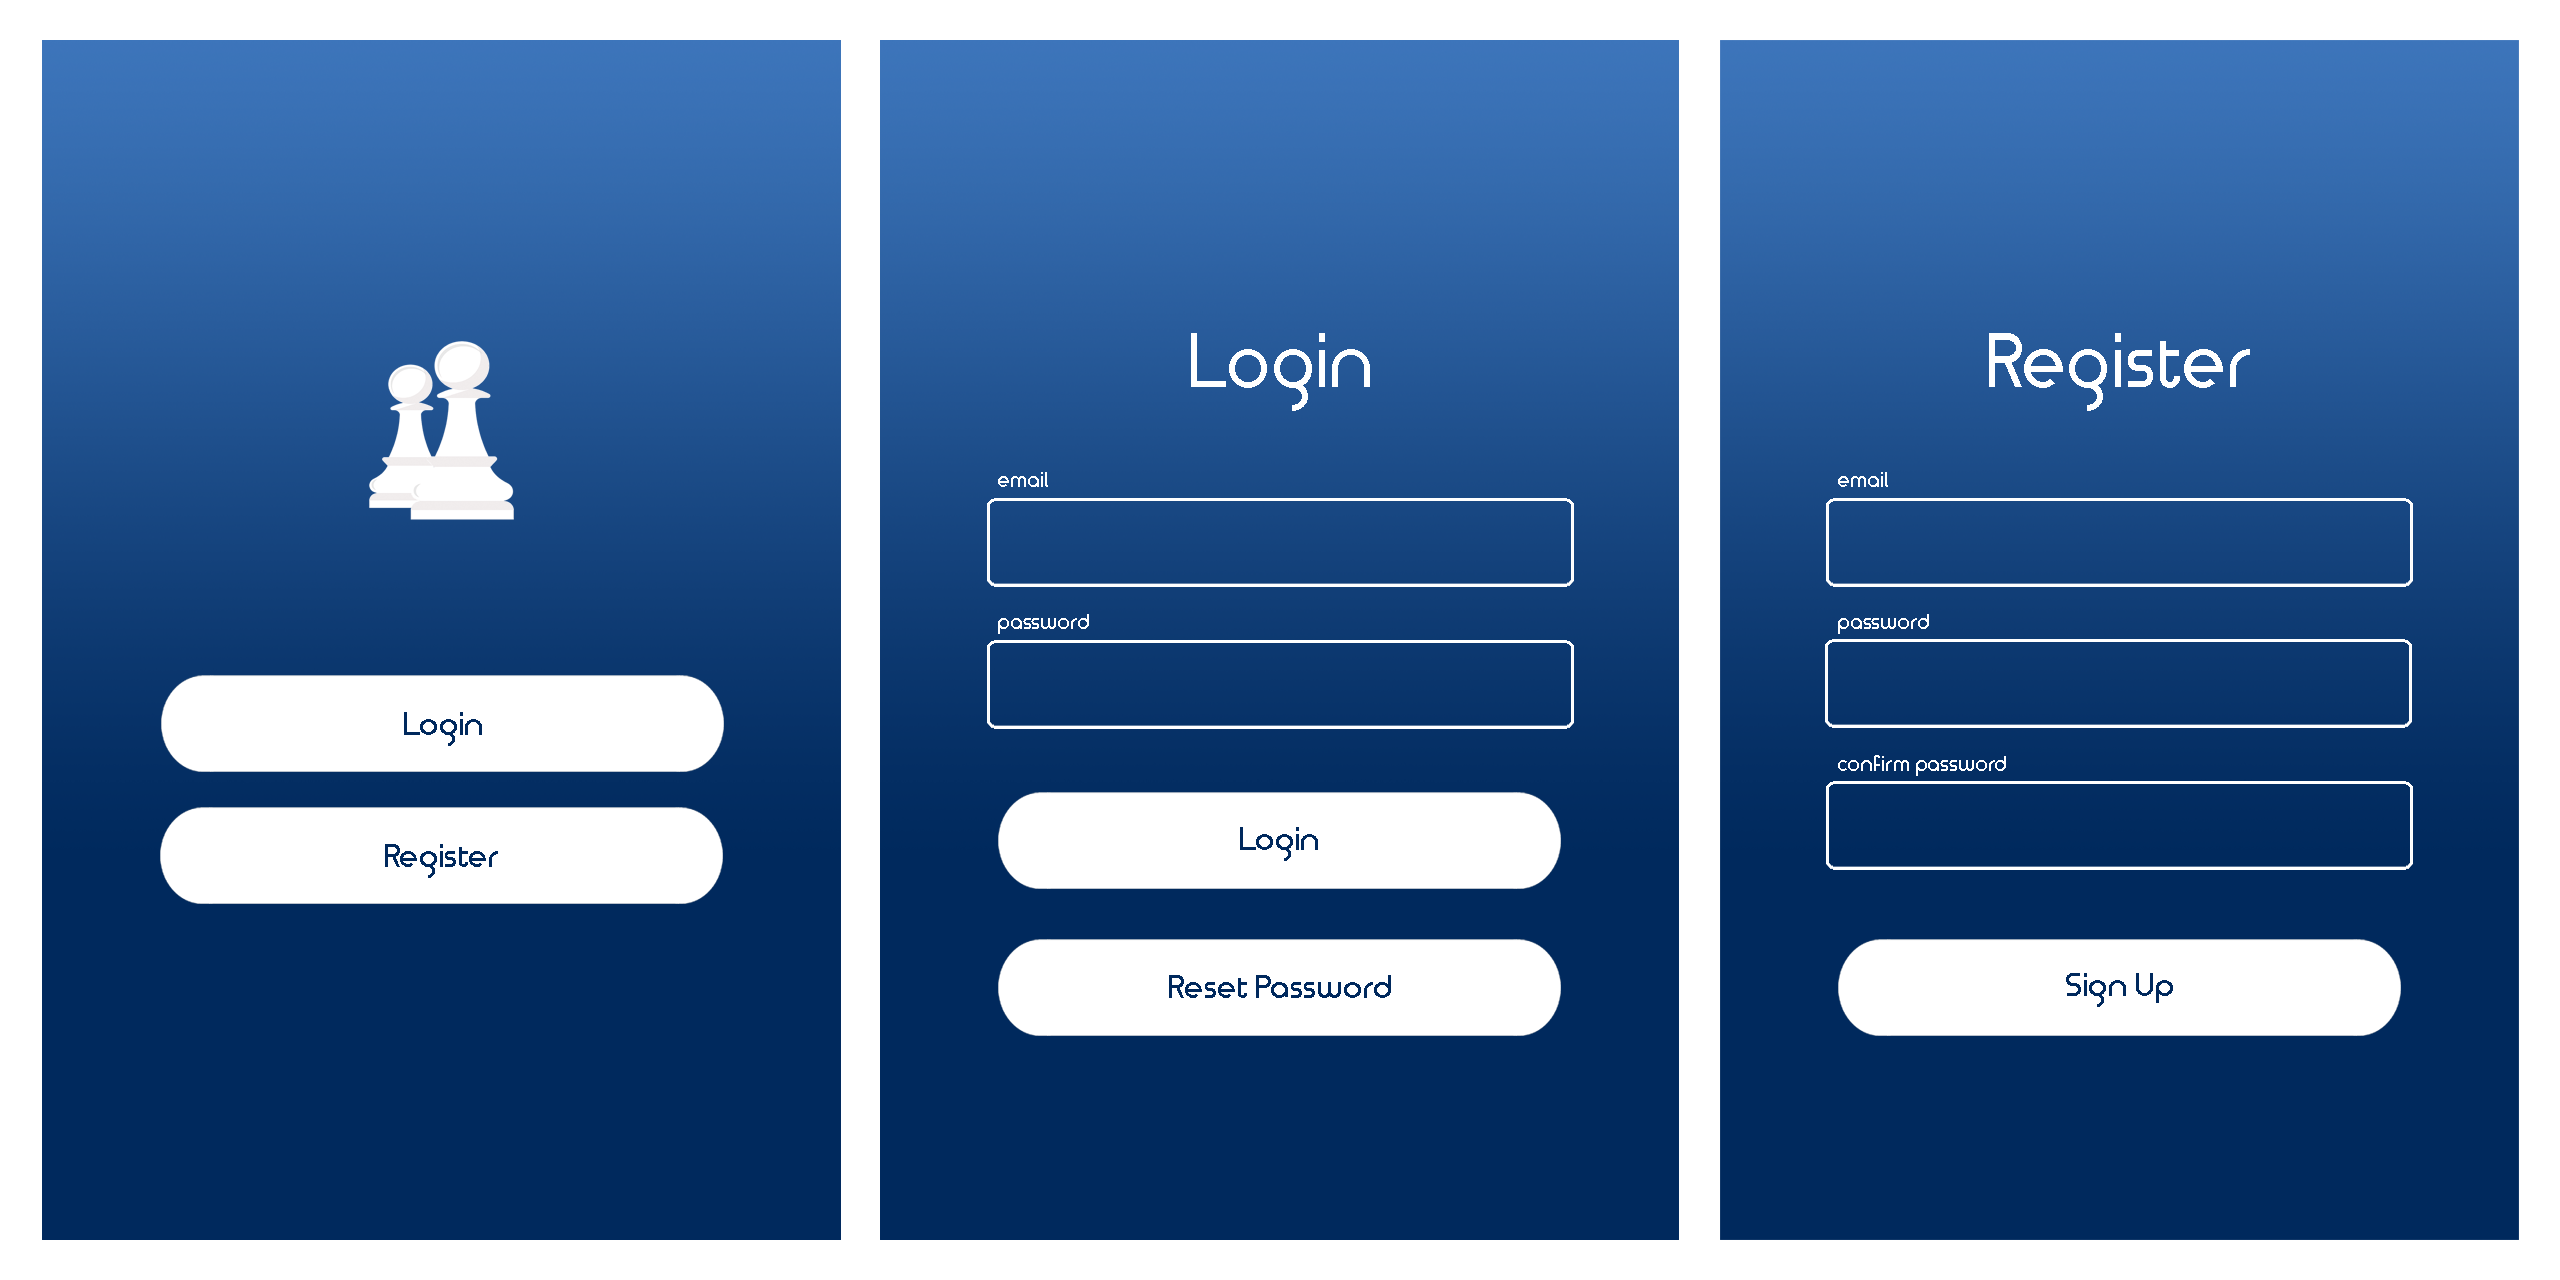 Login
Register
Login
email
password
Login
Reset Password
Register
email
password
confirm password
Sign Up